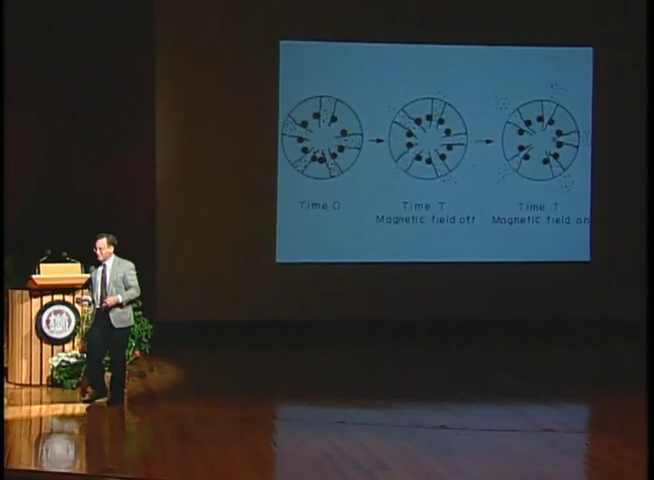 Time 0
Time T
Magnetic field off
Time T
Magnetic field on